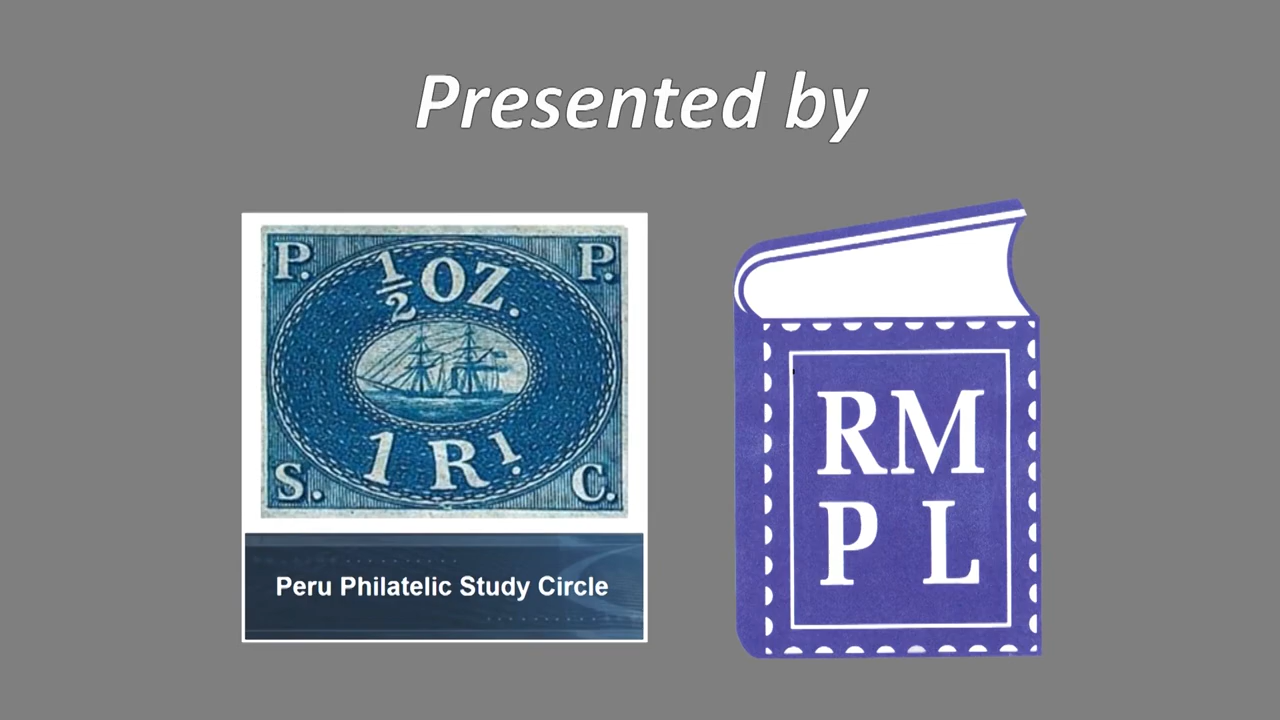 Presented by
P. P.
½ OZ.
1 R¹.
S. C.
Peru Philatelic Study Circle
RM
P L